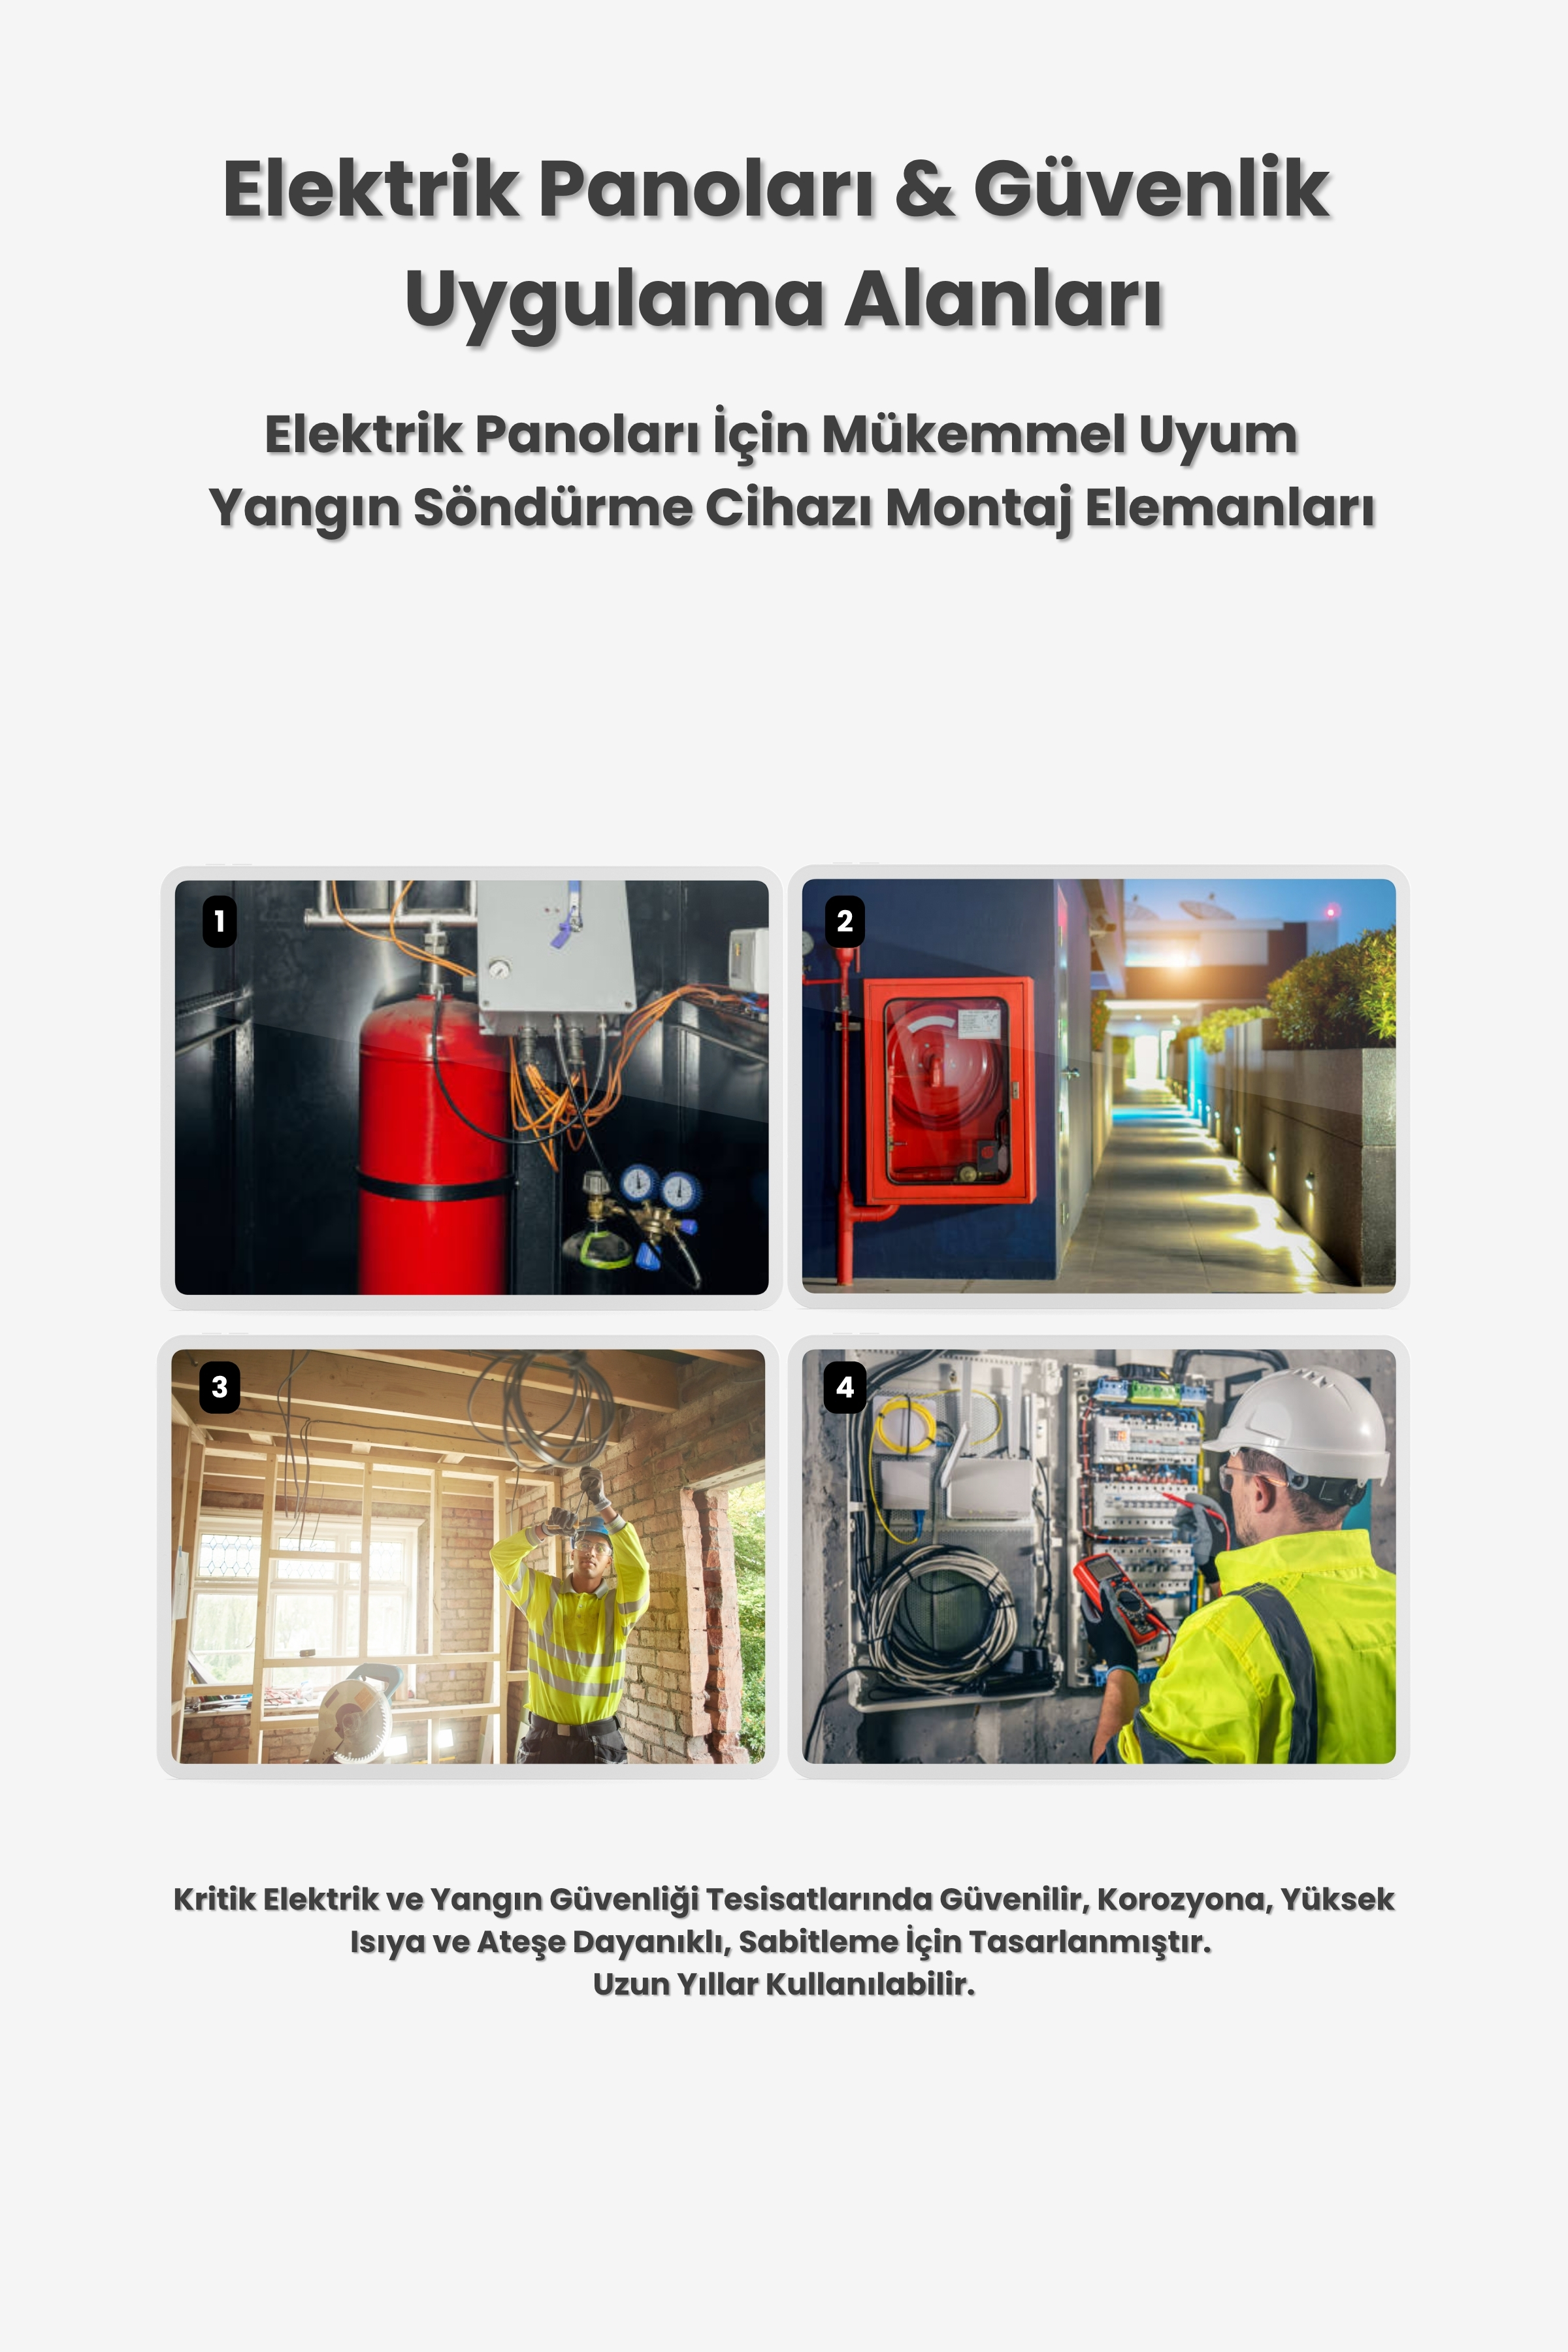 Elektrik Panoları & Güvenlik
Uygulama Alanları
Elektrik Panoları İçin Mükemmel Uyum
Yangın Söndürme Cihazı Montaj Elemanları
1
2
3
4
Kritik Elektrik ve Yangın Güvenliği Tesisatlarında Güvenilir, Korozyona, Yüksek
Isıya ve Ateşe Dayanıklı, Sabitleme İçin Tasarlanmıştır.
Uzun Yıllar Kullanılabilir.